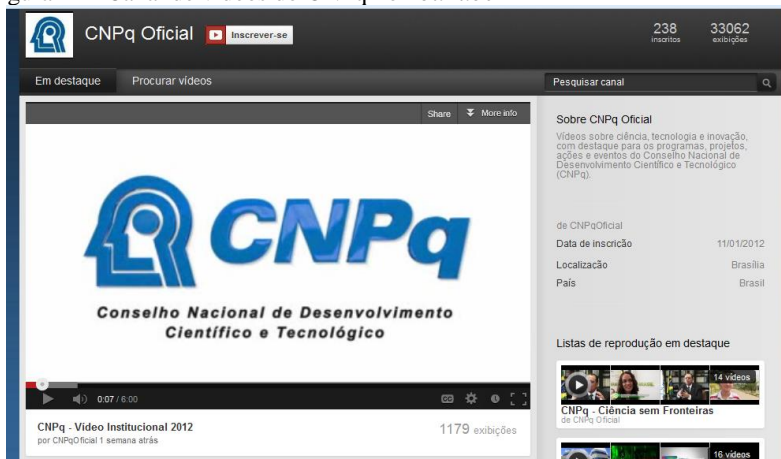 CNPq Oficial
Inscrever-se
238
inscritos
33062
exibições
Em destaque
Procurar vídeos
Pesquisar canal
Share
More info
CNPq
Conselho Nacional de Desenvolvimento
Científico e Tecnológico
0:07 / 6:00
CC
CNPq - Vídeo Institucional 2012
por CNPqOficial 1 semana atrás
1179 exibições
Sobre CNPq Oficial
Vídeos sobre ciência, tecnologia e inovação,
com destaque para os programas, projetos,
ações e eventos do Conselho Nacional de
Desenvolvimento Científico e Tecnológico
(CNPq).
de CNPqOficial
Data de inscrição
11/01/2012
Localização
Brasília
País
Brasil
Listas de reprodução em destaque
14 vídeos
CNPq - Ciência sem Fronteiras
de CNPq Oficial
16 vídeos